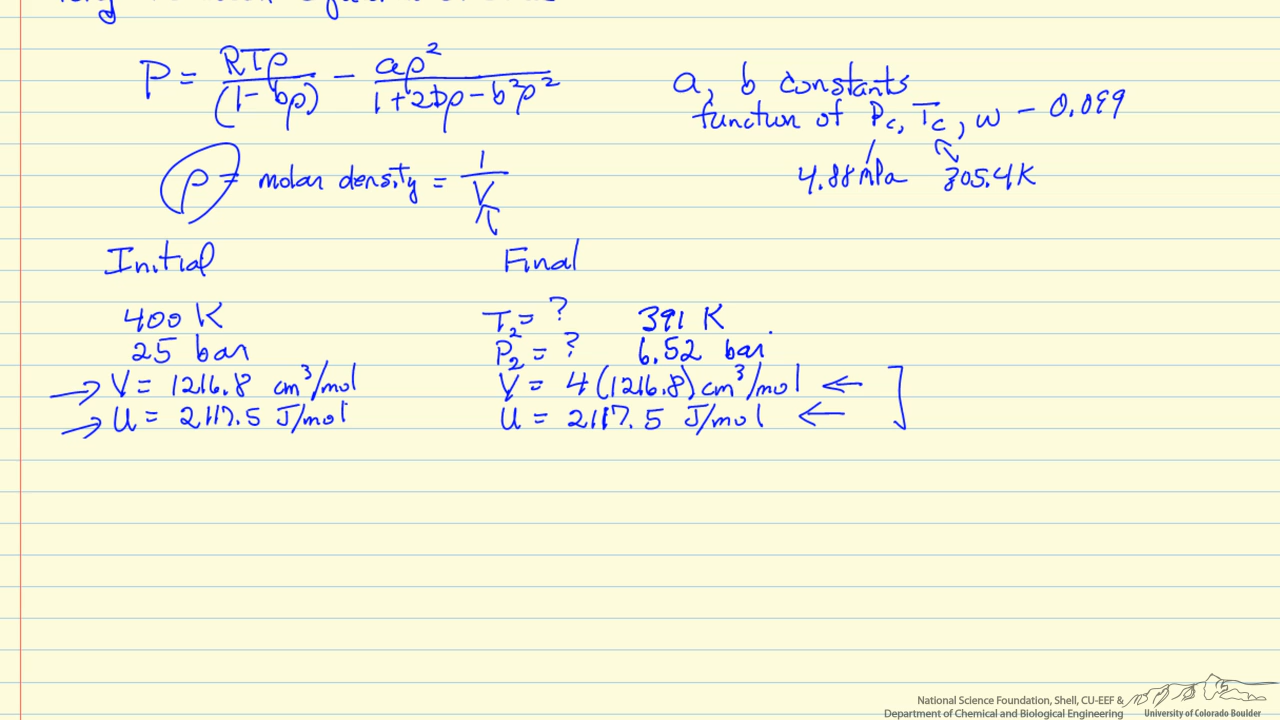 P = RTρ/(1-bρ) - aρ²/1+2bρ-b²ρ²
a, b constants
function of Pc, Tc, ω - 0.099
4.88 mPa 305.4 K
ρ = molar density = 1/V
Initial Final
400 K T₂ = ? 391 K
25 bar P₂ = ? 6.52 bar
→ V = 1216.8 cm³/mol V = 4(1216.8) cm³/mol ←
→ U = 2117.5 J/mol U = 2117.5 J/mol ←
National Science Foundation, Shell, CU-EEF &
Department of Chemical and Biological Engineering University of Colorado Boulder